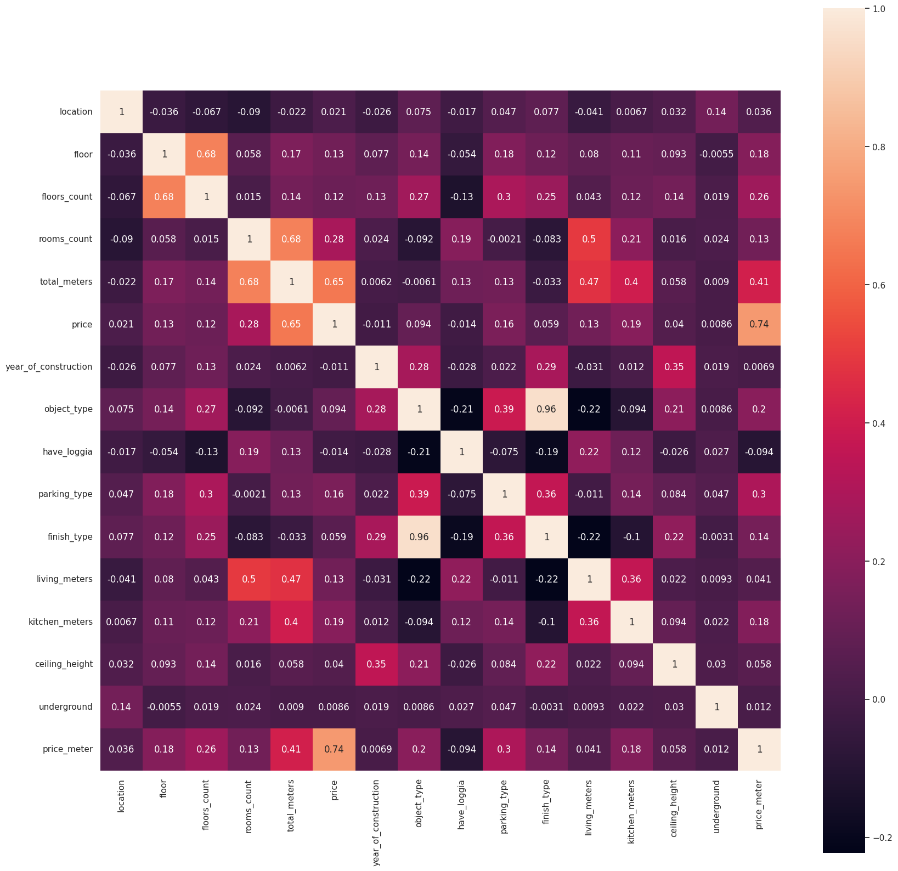 1.0
location 1 -0.036 -0.067 -0.09 -0.022 0.021 -0.026 0.075 -0.017 0.047 0.077 -0.041 0.0067 0.032 0.14 0.036
floor -0.036 1 0.68 0.058 0.17 0.13 0.077 0.14 -0.054 0.18 0.12 0.08 0.11 0.093 -0.0055 0.18
0.8
floors_count -0.067 0.68 1 0.015 0.14 0.12 0.13 0.27 -0.13 0.3 0.25 0.043 0.12 0.14 0.019 0.26
rooms_count -0.09 0.058 0.015 1 0.68 0.28 0.024 -0.092 0.19 -0.0021 -0.083 0.5 0.21 0.016 0.024 0.13
total_meters -0.022 0.17 0.14 0.68 1 0.65 0.0062 -0.0061 0.13 0.13 -0.033 0.47 0.4 0.058 0.009 0.41
0.6
price 0.021 0.13 0.12 0.28 0.65 1 -0.011 0.094 -0.014 0.16 0.059 0.13 0.19 0.04 0.0086 0.74
year_of_construction -0.026 0.077 0.13 0.024 0.0062 -0.011 1 0.28 -0.028 0.022 0.29 -0.031 0.012 0.35 0.019 0.0069
object_type 0.075 0.14 0.27 -0.092 -0.0061 0.094 0.28 1 -0.21 0.39 0.96 -0.22 -0.094 0.21 0.0086 0.2
0.4
have_loggia -0.017 -0.054 -0.13 0.19 0.13 -0.014 -0.028 -0.21 1 -0.075 -0.19 0.22 0.12 -0.026 0.027 -0.094
parking_type 0.047 0.18 0.3 -0.0021 0.13 0.16 0.022 0.39 -0.075 1 0.36 -0.011 0.14 0.084 0.047 0.3
finish_type 0.077 0.12 0.25 -0.083 -0.033 0.059 0.29 0.96 -0.19 0.36 1 -0.22 -0.1 0.22 -0.0031 0.14
0.2
living_meters -0.041 0.08 0.043 0.5 0.47 0.13 -0.031 -0.22 0.22 -0.011 -0.22 1 0.36 0.022 0.0093 0.041
kitchen_meters 0.0067 0.11 0.12 0.21 0.4 0.19 0.012 -0.094 0.12 0.14 -0.1 0.36 1 0.094 0.022 0.18
ceiling_height 0.032 0.093 0.14 0.016 0.058 0.04 0.35 0.21 -0.026 0.084 0.22 0.022 0.094 1 0.03 0.058
0.0
underground 0.14 -0.0055 0.019 0.024 0.009 0.0086 0.019 0.0086 0.027 0.047 -0.0031 0.0093 0.022 0.03 1 0.012
price_meter 0.036 0.18 0.26 0.13 0.41 0.74 0.0069 0.2 -0.094 0.3 0.14 0.041 0.18 0.058 0.012 1
−0.2
location floor floors_count rooms_count total_meters price year_of_construction object_type have_loggia parking_type finish_type living_meters kitchen_meters ceiling_height underground price_meter